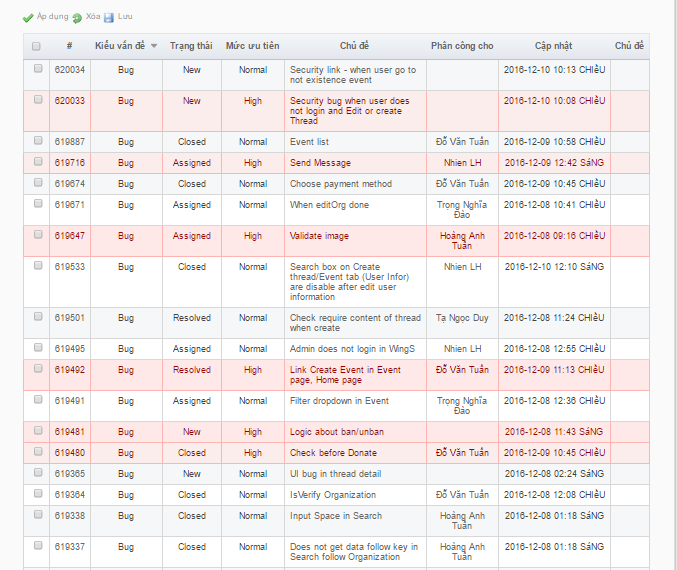 Áp dụng Xóa Lưu
# Kiểu vấn đề Trạng thái Mức ưu tiên Chủ đề Phân công cho Cập nhật Chủ đề
620034 Bug New Normal Security link - when user go to 2016-12-10 10:13 CHIềU
not existence event
620033 Bug New High Security bug when user does 2016-12-10 10:08 CHIềU
not login and Edit or create
Thread
619887 Bug Closed Normal Event list Đỗ Văn Tuấn 2016-12-09 10:58 CHIềU
619716 Bug Assigned High Send Message Nhien LH 2016-12-09 12:42 SáNG
619674 Bug Closed Normal Choose payment method Đỗ Văn Tuấn 2016-12-09 10:45 CHIềU
619671 Bug Assigned Normal When editOrg done Trọng Nghĩa 2016-12-08 10:41 CHIềU
Đào
619647 Bug Assigned High Validate image Hoàng Anh 2016-12-08 09:16 CHIềU
Tuấn
619533 Bug Closed Normal Search box on Create Nhien LH 2016-12-10 12:10 SáNG
thread/Event tab (User Infor)
are disable after edit user
information
619501 Bug Resolved Normal Check require content of thread Tạ Ngọc Duy 2016-12-08 11:24 CHIềU
when create
619495 Bug Assigned Normal Admin does not login in WingS Nhien LH 2016-12-08 12:55 CHIềU
619492 Bug Resolved High Link Create Event in Event Đỗ Văn Tuấn 2016-12-09 11:13 CHIềU
page, Home page
619491 Bug Assigned Normal Filter dropdown in Event Trọng Nghĩa 2016-12-08 12:36 CHIềU
Đào
619481 Bug New High Logic about ban/unban 2016-12-08 11:43 SáNG
619480 Bug Closed High Check before Donate Đỗ Văn Tuấn 2016-12-09 10:45 CHIềU
619365 Bug New Normal UI bug in thread detail 2016-12-08 02:24 SáNG
619364 Bug Closed Normal IsVerify Organization Đỗ Văn Tuấn 2016-12-08 12:08 CHIềU
619338 Bug Closed Normal Input Space in Search Hoàng Anh 2016-12-08 01:18 SáNG
Tuấn
619337 Bug Closed Normal Does not get data follow key in Hoàng Anh 2016-12-08 01:18 SáNG
Search follow Organization Tuấn